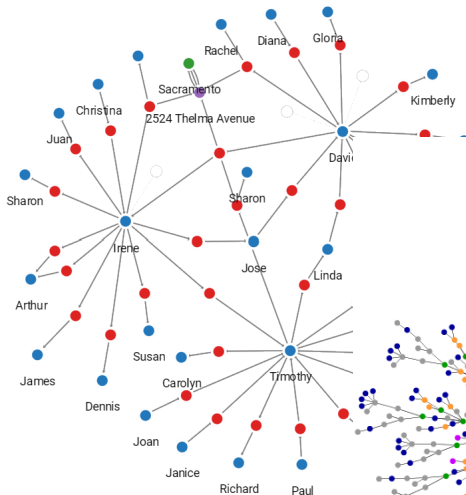 Rachel
Diana
Gloria
Sacramento
Kimberly
Christina
2524 Thelma Avenue
Juan
Davi
Sharon
Sharon
Irene
Jose
Linda
Arthur
Susan
Timothy
James
Carolyn
Dennis
Joan
Janice
Richard
Paul